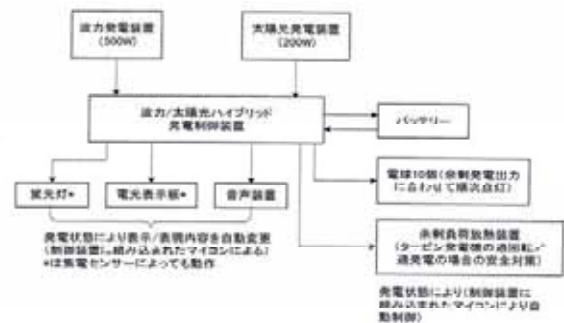 波力発電装置
(500W)
太陽光発電装置
(200W)
波力/太陽光ハイブリッド
発電制御装置
バッテリー
蛍光灯*
電光表示板*
音声装置
電球10個(余剰発電出力
に合わせて順次点灯)
発電状態により表示/表現内容を自動変更
(制御装置に組み込まれたマイコンによる)
*は焦電センサーによっても動作
余剰負荷放熱装置
(タービン発電機の過回転/
過発電の場合の安全対策)
発電状態により(制御装置に
組み込まれたマイコンにより自
動制御)